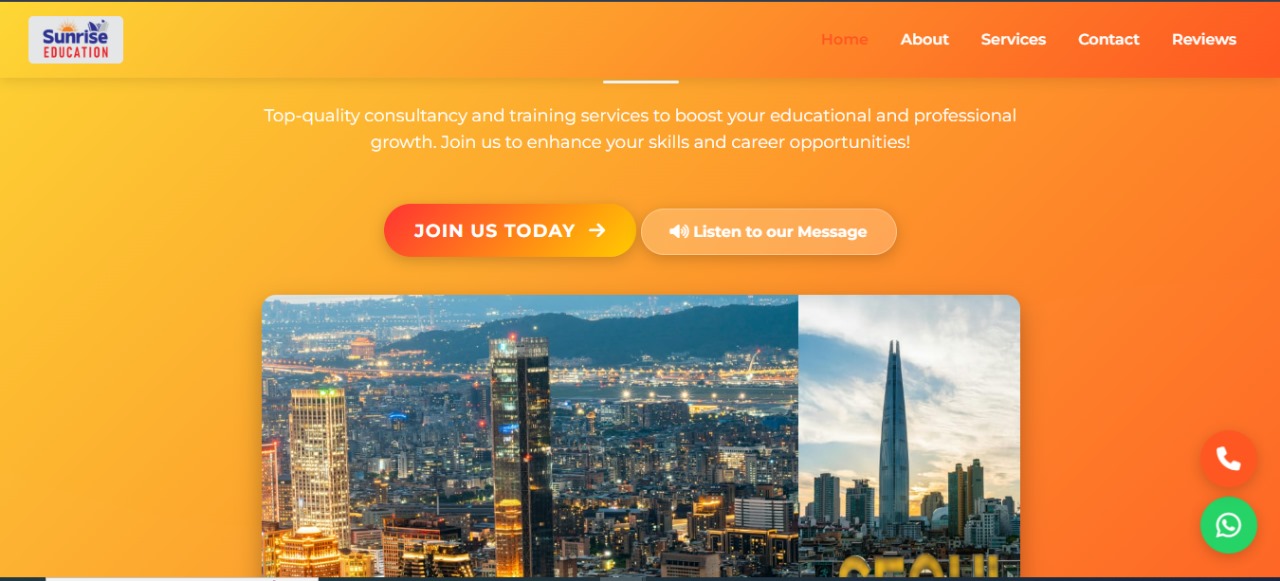 Sunrise
EDUCATION
Home
About
Services
Contact
Reviews
Top-quality consultancy and training services to boost your educational and professional
growth. Join us to enhance your skills and career opportunities!
JOIN US TODAY →
Listen to our Message
SEOUL